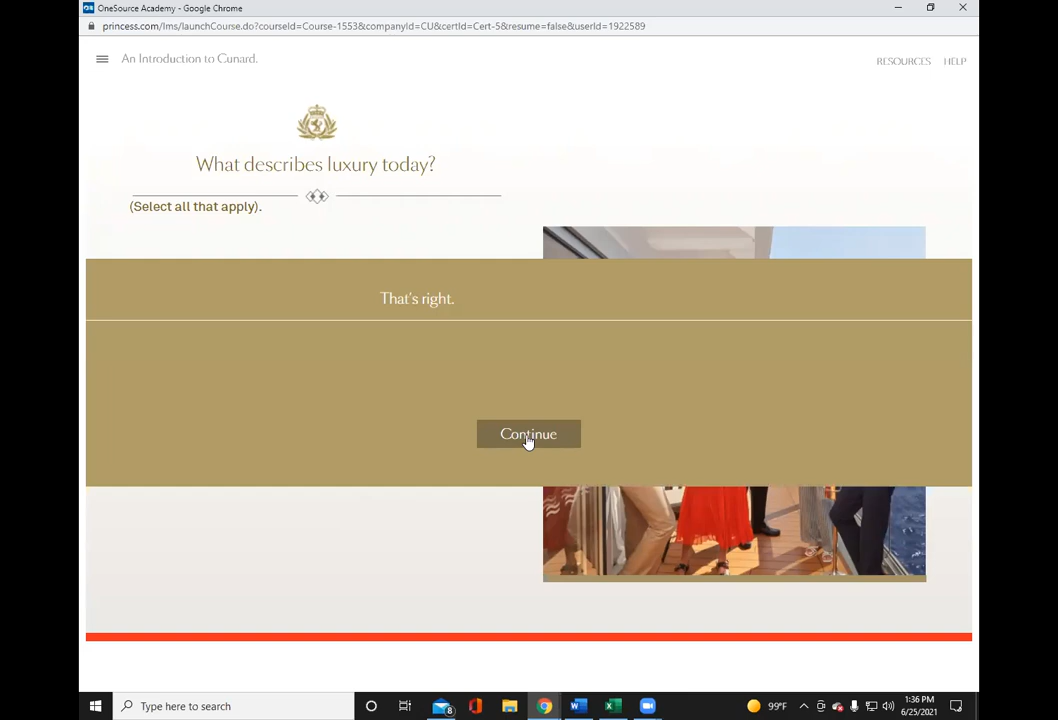 OneSource Academy - Google Chrome
princess.com/lms/launchCourse.do?courseId=Course-1553&companyId=CU&certId=Cert-5&resume=false&userId=1922589
An Introduction to Cunard.
RESOURCES HELP
What describes luxury today?
(Select all that apply).
That's right.
Continue
Type here to search
8
99°F
1:36 PM
6/25/2021